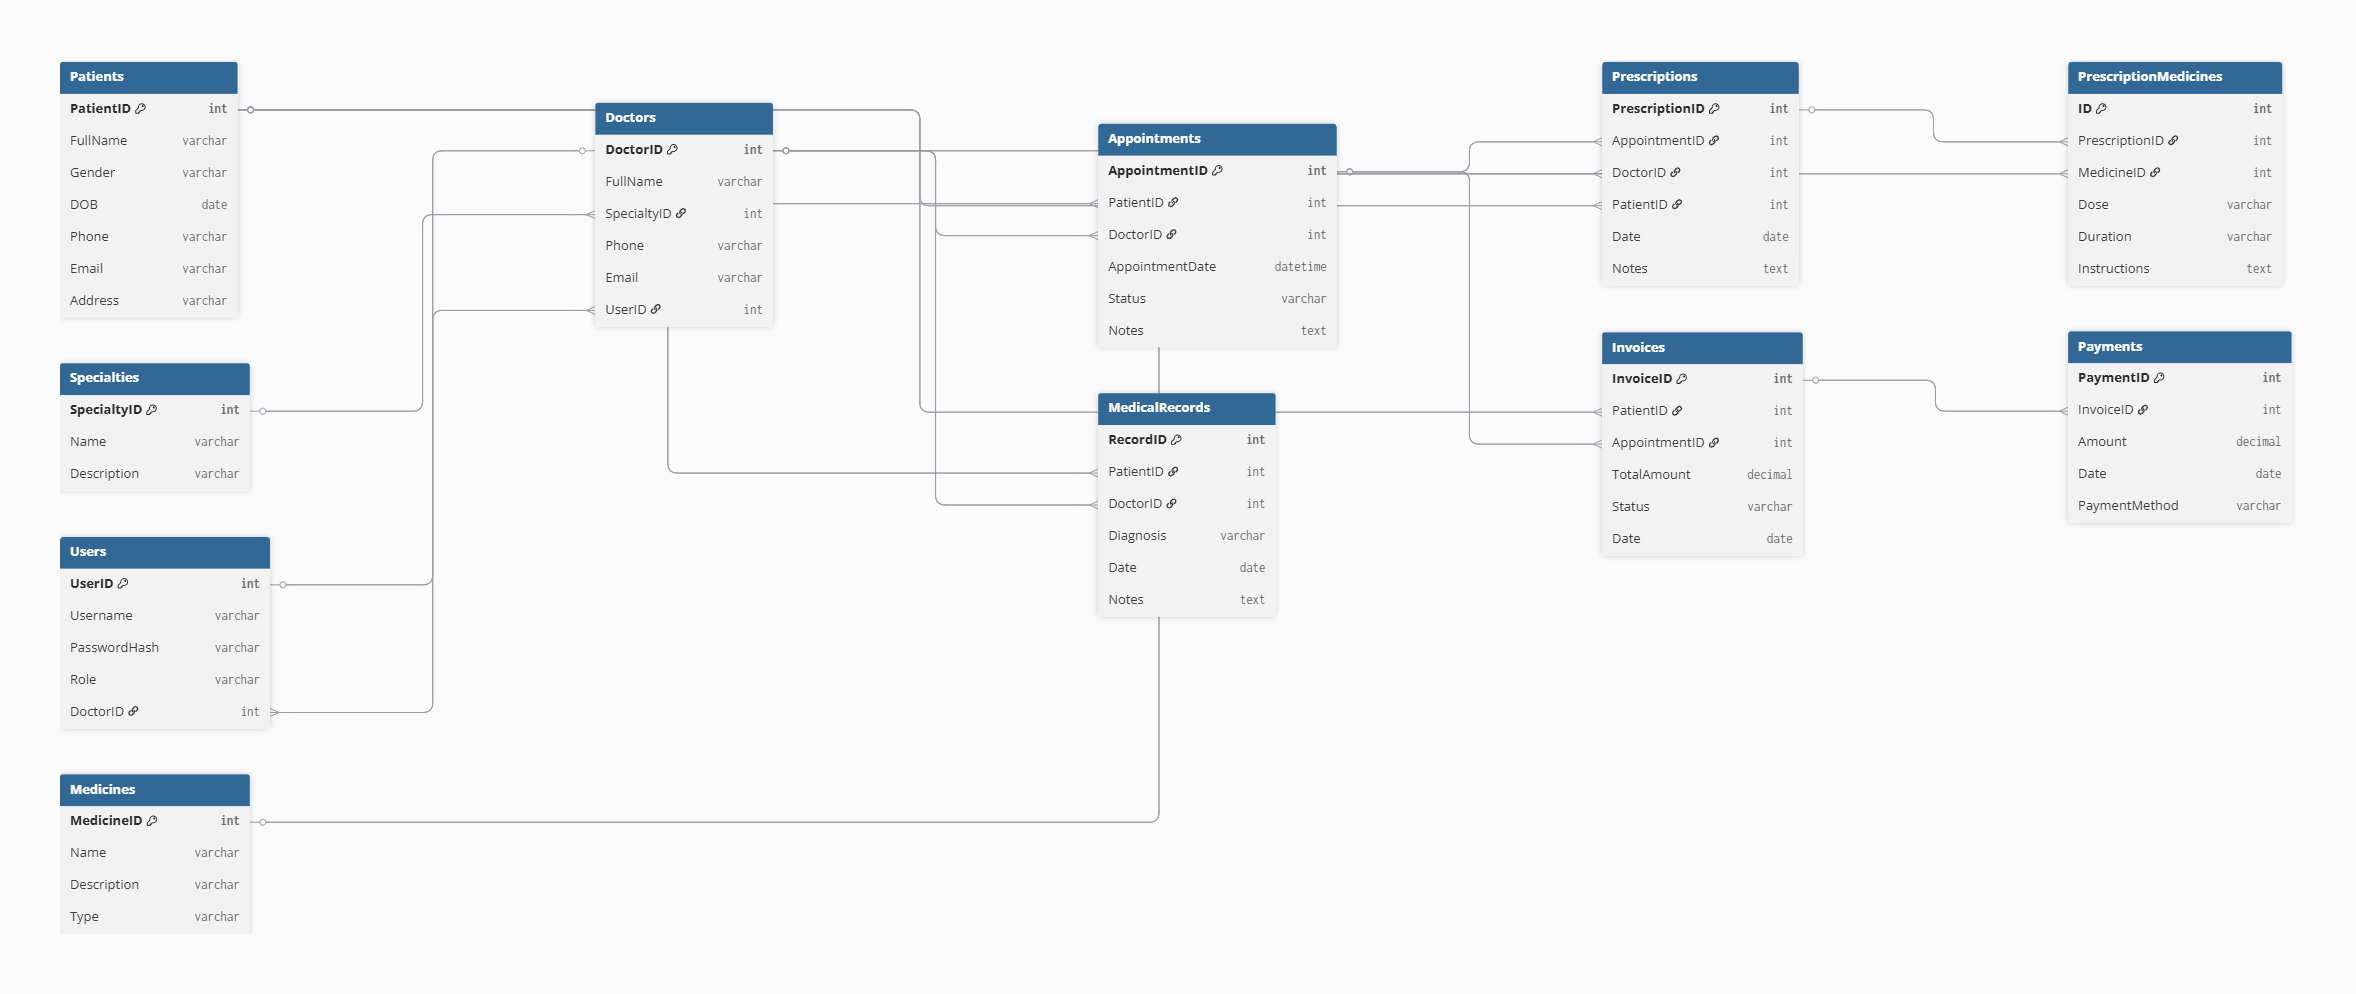 Patients
PatientID int
FullName varchar
Gender varchar
DOB date
Phone varchar
Email varchar
Address varchar
Specialties
SpecialtyID int
Name varchar
Description varchar
Users
UserID int
Username varchar
PasswordHash varchar
Role varchar
DoctorID int
Medicines
MedicineID int
Name varchar
Description varchar
Type varchar
Doctors
DoctorID int
FullName varchar
SpecialtyID int
Phone varchar
Email varchar
UserID int
Appointments
AppointmentID int
PatientID int
DoctorID int
AppointmentDate datetime
Status varchar
Notes text
MedicalRecords
RecordID int
PatientID int
DoctorID int
Diagnosis varchar
Date date
Notes text
Prescriptions
PrescriptionID int
AppointmentID int
DoctorID int
PatientID int
Date date
Notes text
Invoices
InvoiceID int
PatientID int
AppointmentID int
TotalAmount decimal
Status varchar
Date date
PrescriptionMedicines
ID int
PrescriptionID int
MedicineID int
Dose varchar
Duration varchar
Instructions text
Payments
PaymentID int
InvoiceID int
Amount decimal
Date date
PaymentMethod varchar